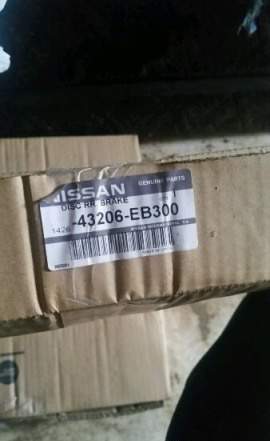 NISSAN GENUINE PARTS
DISC RR BRAKE
-43206-EB300